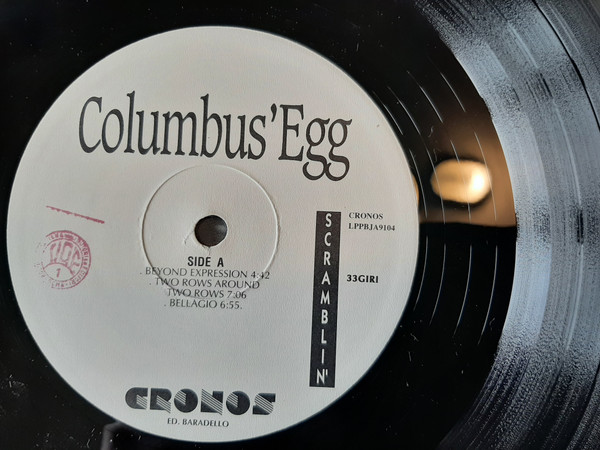 Columbus'Egg
SIDE A
. BEYOND EXPRESSION 4:42
. TWO ROWS AROUND
TWO ROWS 7:06
. BELLAGIO 6:55.
SCRAMBLIN'
CRONOS
LPPBJA9104
33GIRI
CRONOS
ED. BARADELLO